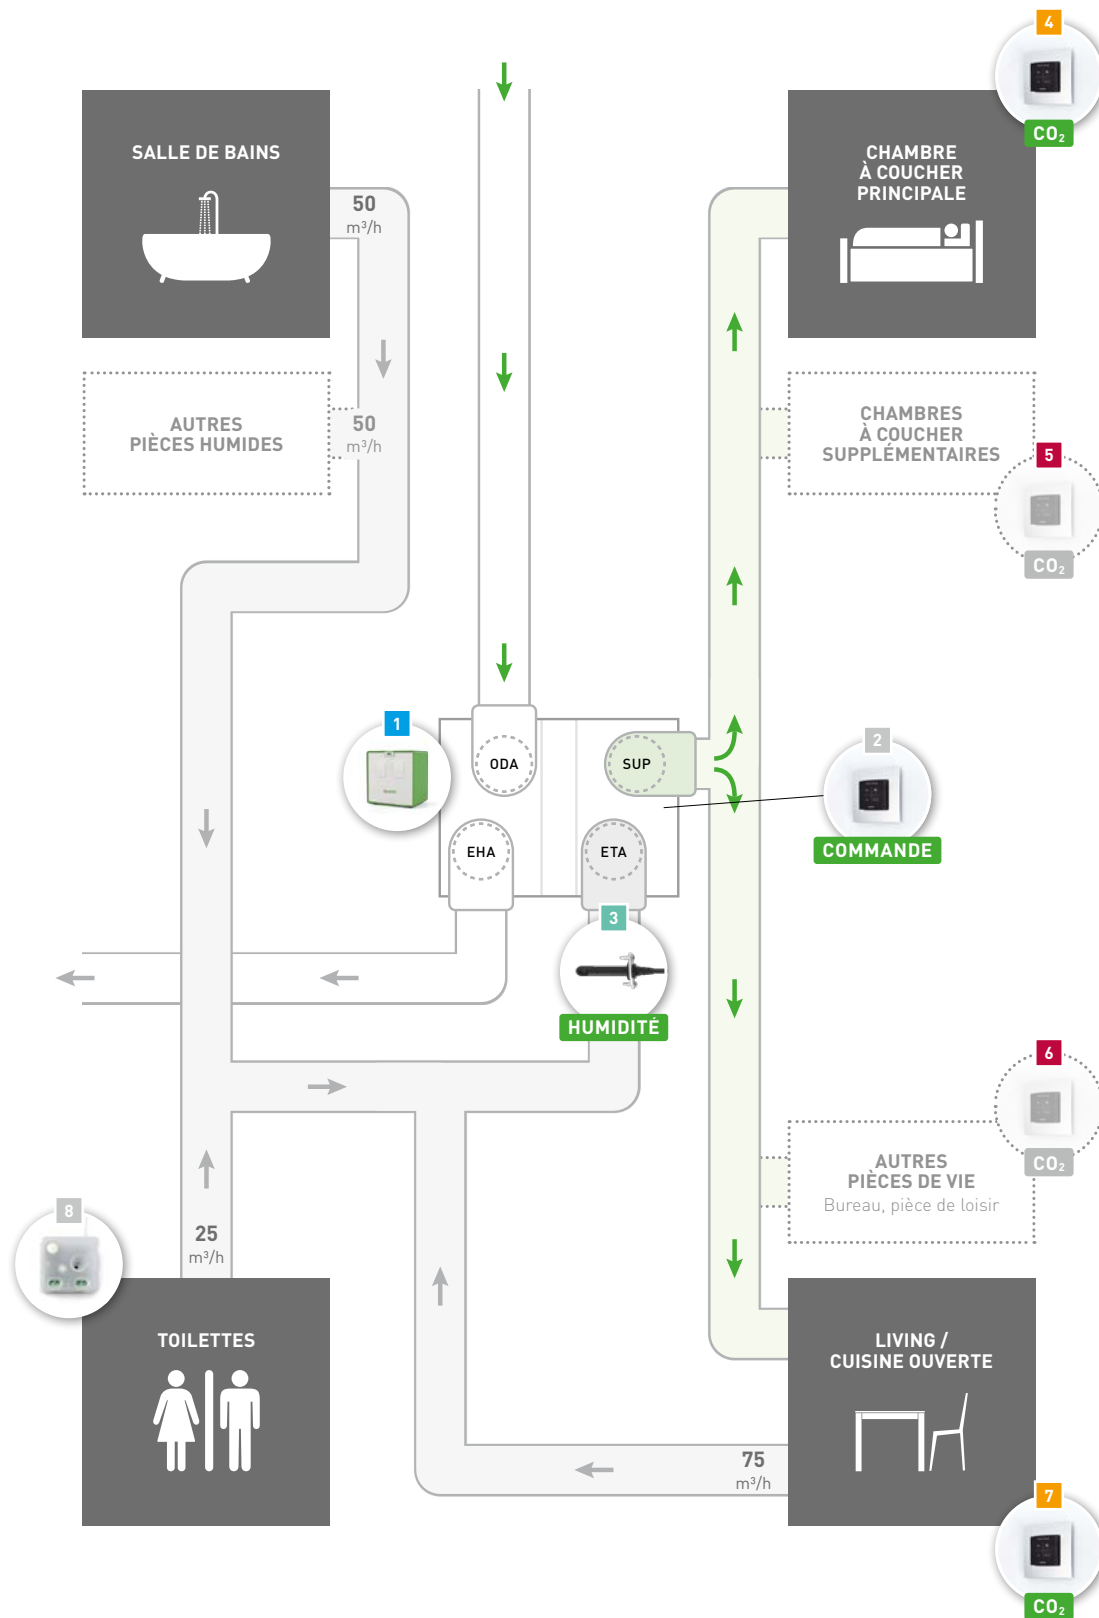 4
CO₂
SALLE DE BAINS
50
m³/h
CHAMBRE
À COUCHER
PRINCIPALE
AUTRES
PIÈCES HUMIDES
50
m³/h
CHAMBRES
À COUCHER
SUPPLÉMENTAIRES
5
CO₂
1
ODA
SUP
2
COMMANDE
EHA
ETA
3
HUMIDITÉ
6
CO₂
AUTRES
PIÈCES DE VIE
Bureau, pièce de loisir
8
25
m³/h
TOILETTES
LIVING /
CUISINE OUVERTE
75
m³/h
7
CO₂